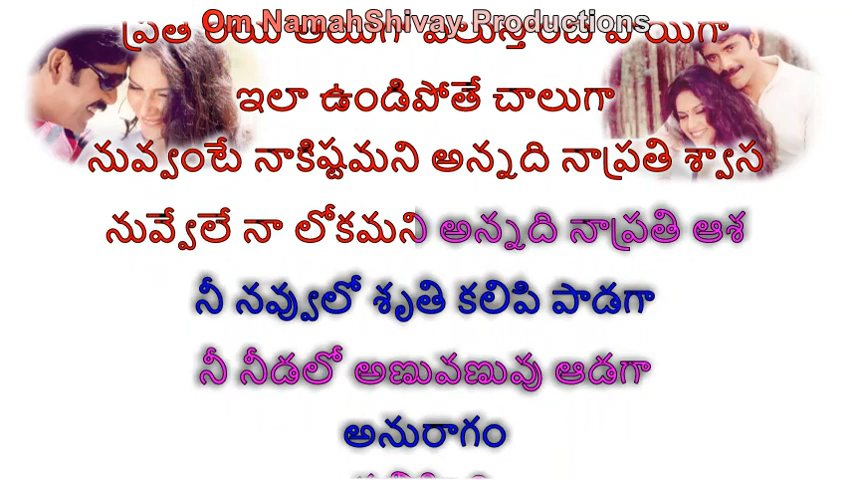 Om NamahShivay Productions
ఇలా ఉండిపోతే చాలుగా
నువ్వంటే నాకిష్టమని అన్నది నాప్రతి శ్వాస
నువ్వేలే నా లోకమని అన్నది నాప్రతి ఆశ
నీ నవ్వులో శృతి కలిపి పాడగా
నీ నీడలో అణువణువు ఆడగా
అనురాగం